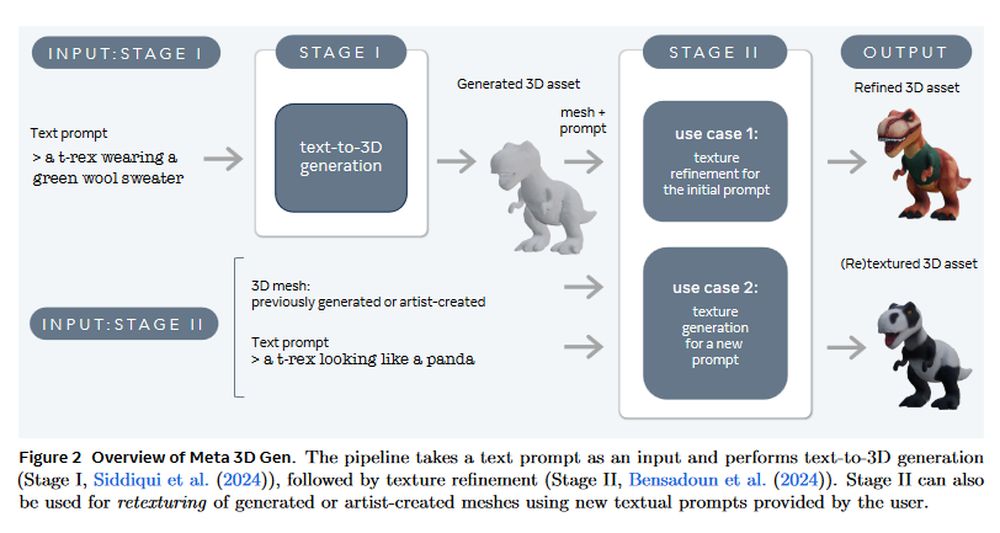 INPUT:STAGE I
STAGE I
STAGE II
OUTPUT
Text prompt
> a t-rex wearing a
green wool sweater
text-to-3D
generation
Generated 3D asset
mesh +
prompt
use case 1:
texture
refinement for
the initial prompt
Refined 3D asset
INPUT:STAGE II
3D mesh:
previously generated or artist-created
Text prompt
> a t-rex looking like a panda
use case 2:
texture
generation
for a new
prompt
(Re)textured 3D asset
Figure 2 Overview of Meta 3D Gen. The pipeline takes a text prompt as an input and performs text-to-3D generation
(Stage I, Siddiqui et al. (2024)), followed by texture refinement (Stage II, Bensadoun et al. (2024)). Stage II can also
be used for retexturing of generated or artist-created meshes using new textual prompts provided by the user.